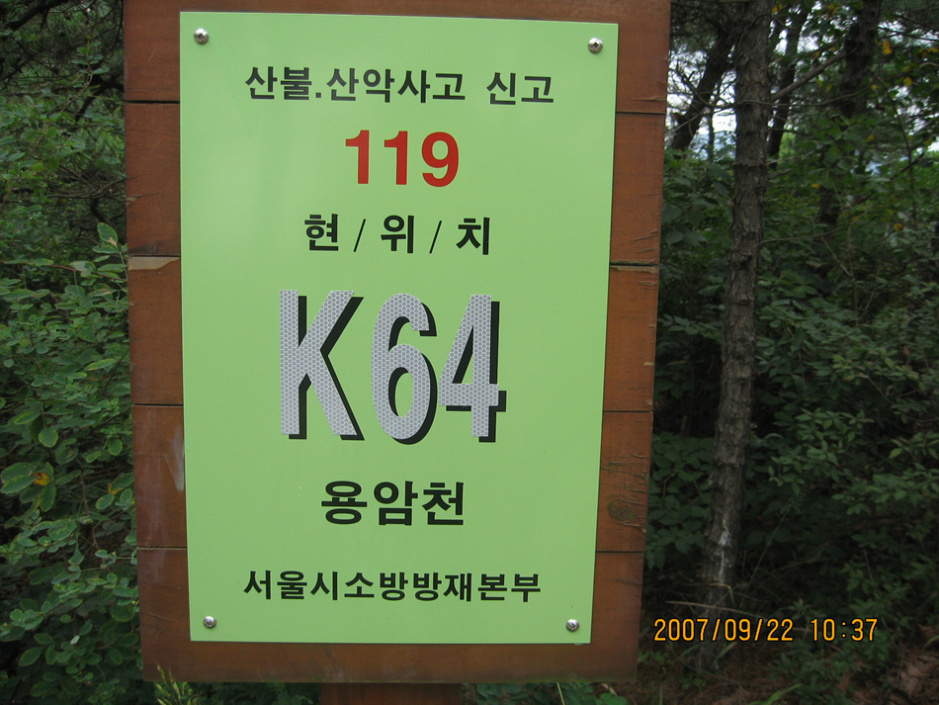 산불.산악사고 신고
119
현/위/치
K64
용암천
서울시소방방재본부
2007/09/22 10:37